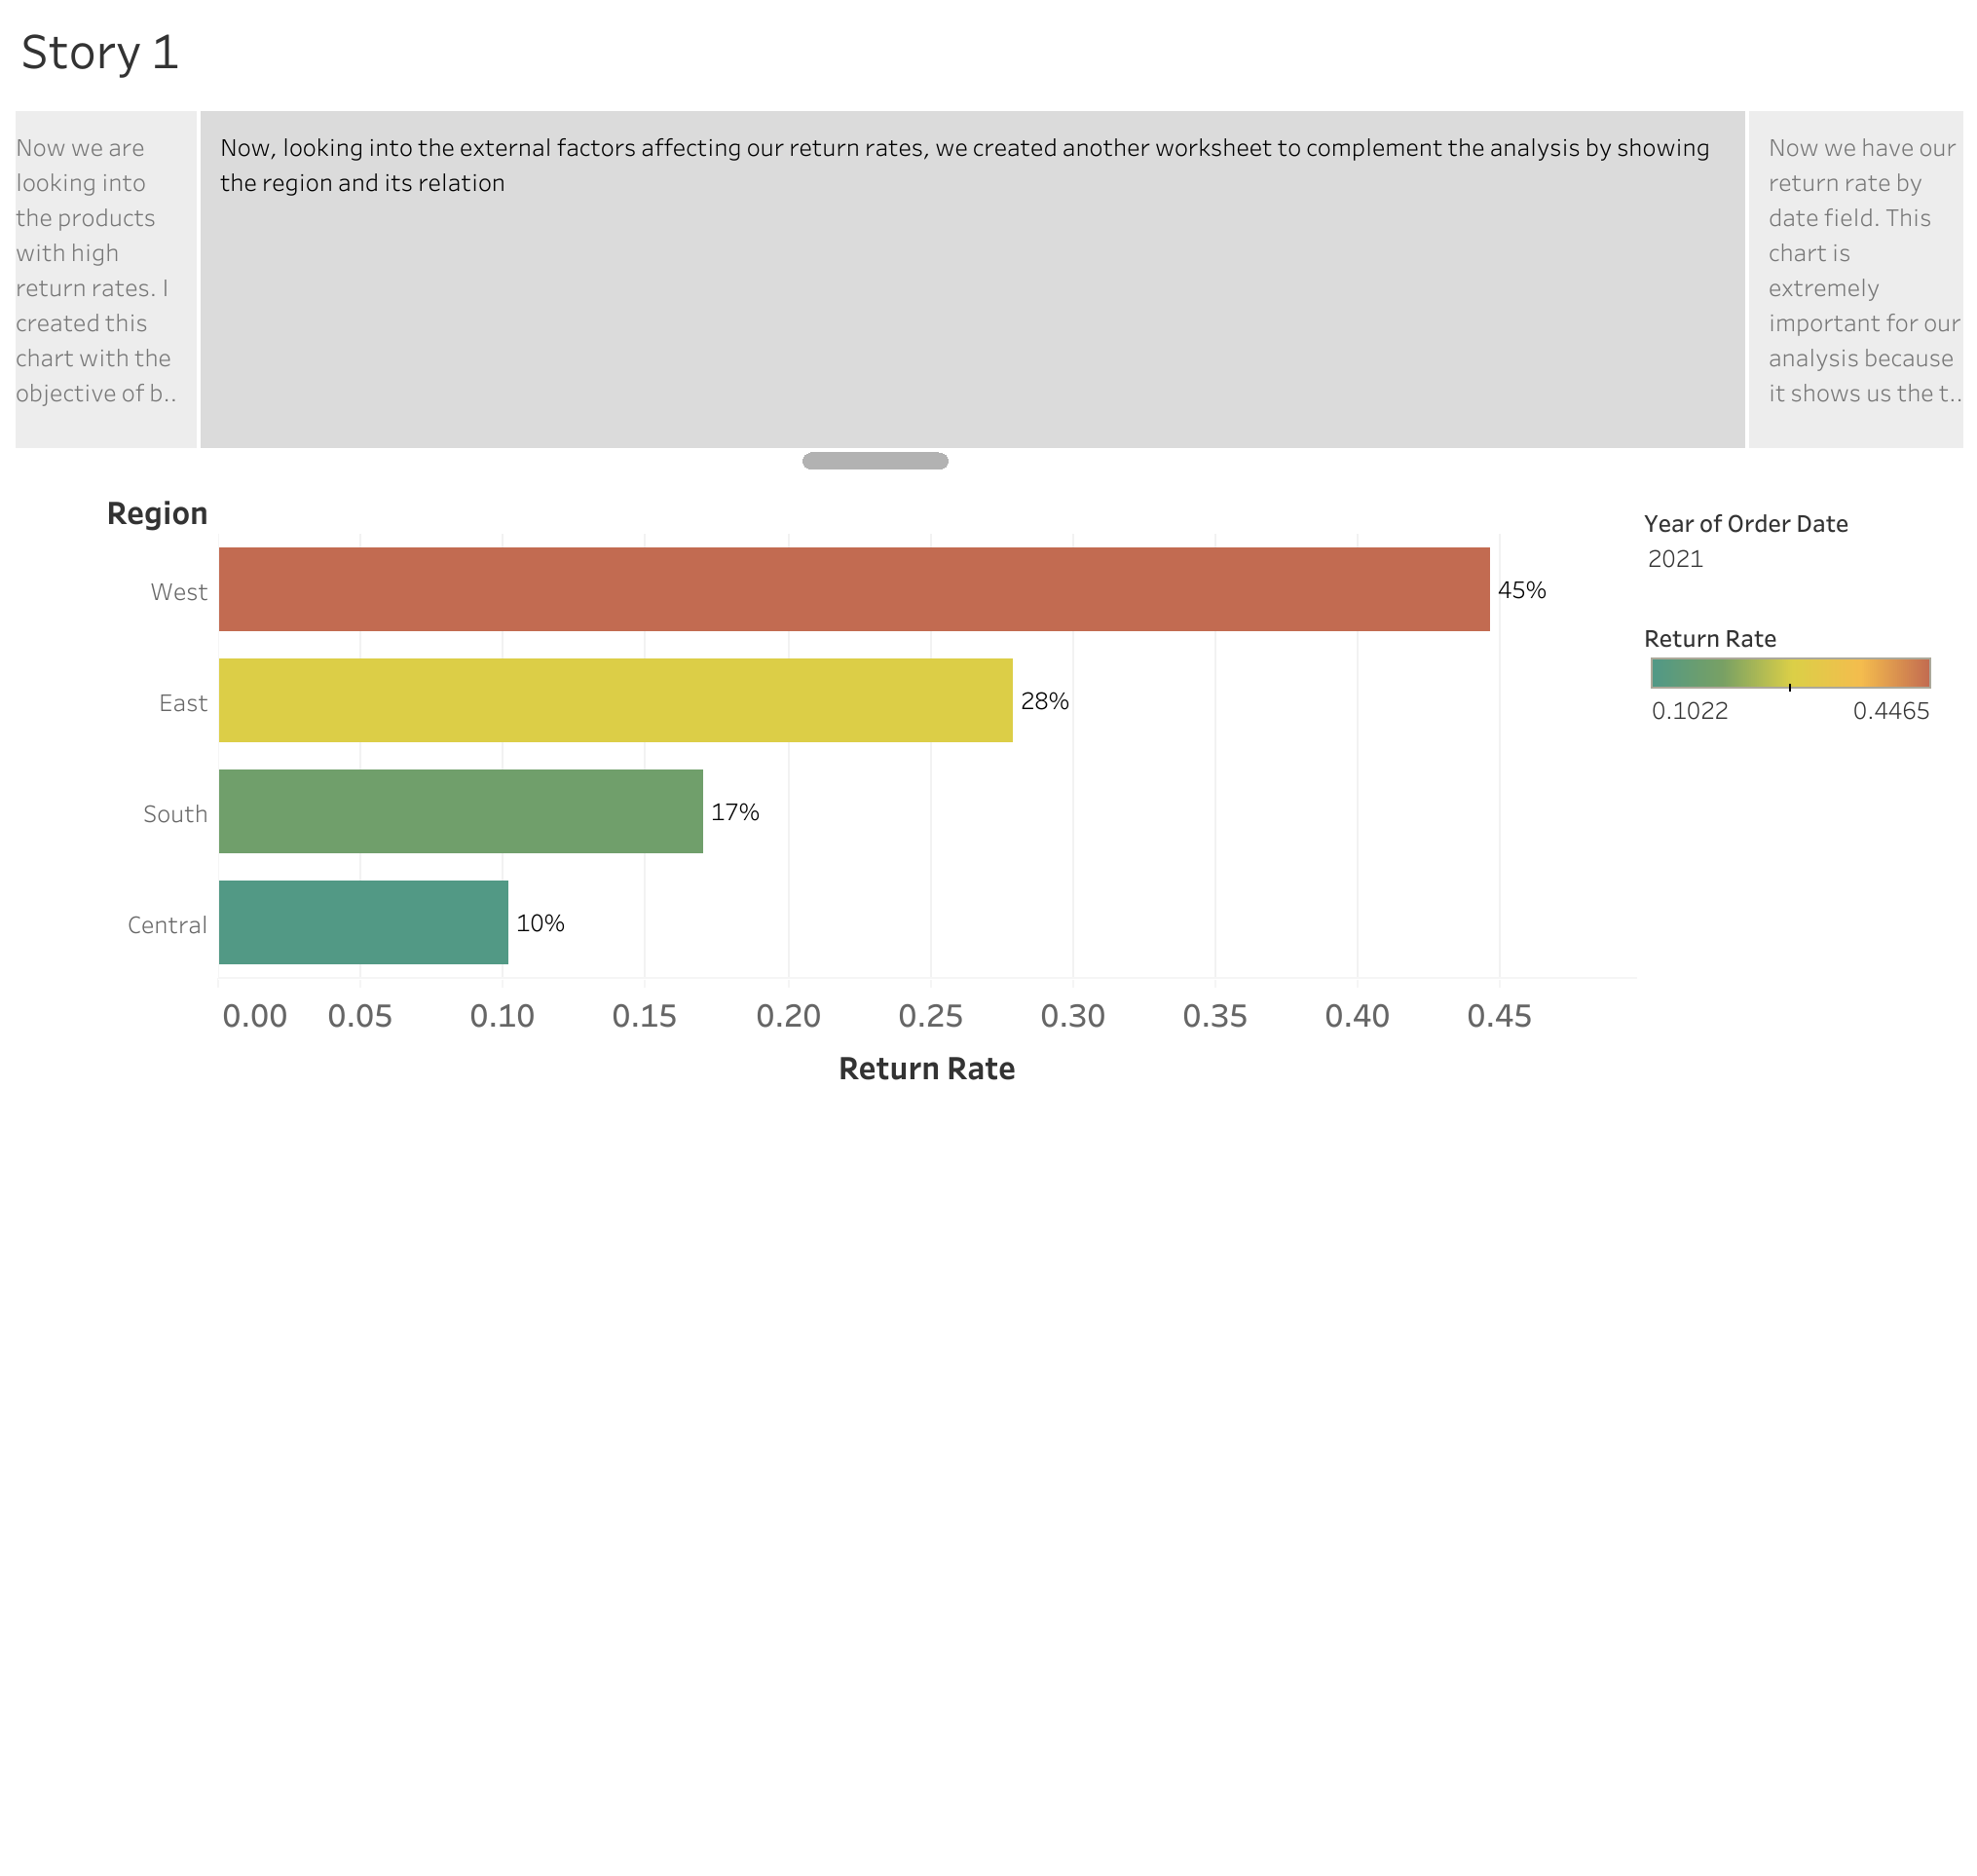 Story 1
Now we are
looking into
the products
with high
return rates. I
created this
chart with the
objective of b..
Now, looking into the external factors affecting our return rates, we created another worksheet to complement the analysis by showing
the region and its relation
Now we have our
return rate by
date field. This
chart is
extremely
important for our
analysis because
it shows us the t..
Region
West
45%
East
28%
South
17%
Central
10%
0.00 0.05 0.10 0.15 0.20 0.25 0.30 0.35 0.40 0.45
Return Rate
Year of Order Date
2021
Return Rate
0.1022 0.4465